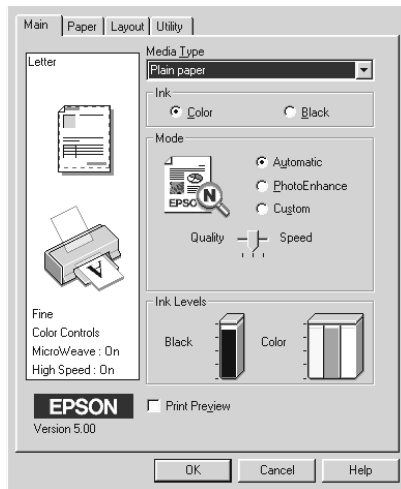 Main Paper Layout Utility
Letter
Media Type
Plain paper
Ink
Color Black
Mode
EPSO
N
Automatic
PhotoEnhance
Custom
Quality Speed
A
Fine
Color Controls
MicroWeave : On
High Speed : On
Ink Levels
Black Color
EPSON
Version 5.00
Print Preview
OK Cancel Help